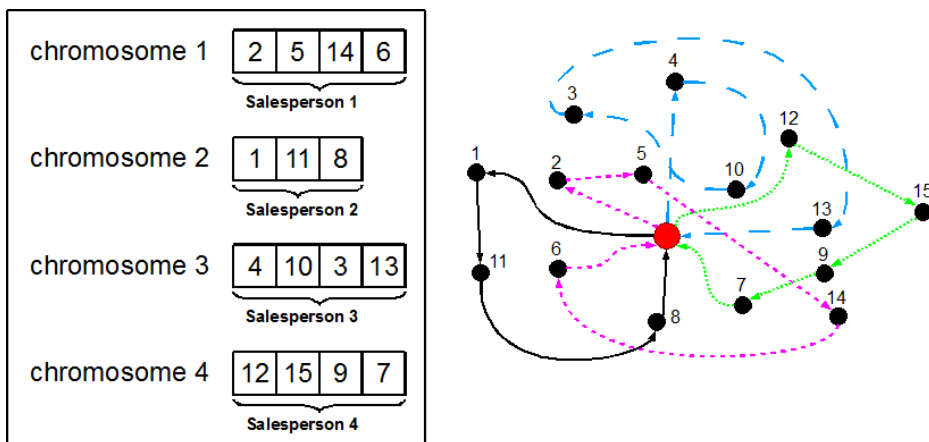 chromosome 1 2 5 14 6
Salesperson 1
chromosome 2 1 11 8
Salesperson 2
chromosome 3 4 10 3 13
Salesperson 3
chromosome 4 12 15 9 7
Salesperson 4
4
3
12
1
2
5
10
15
13
11
6
9
7
14
8